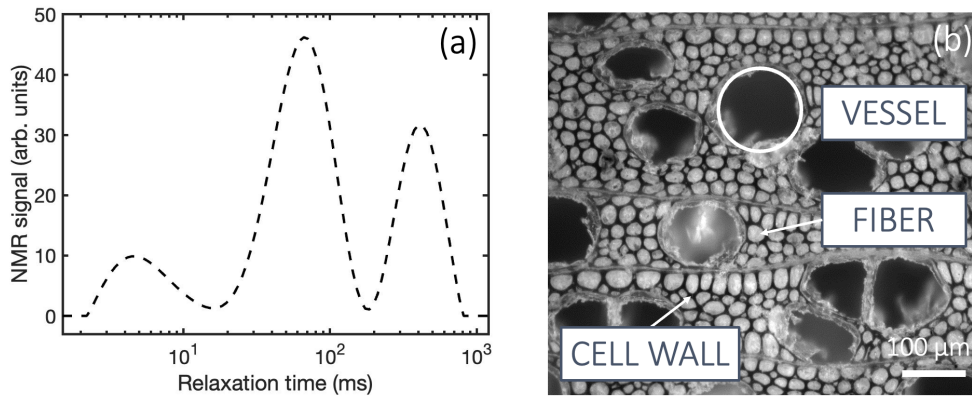 (a)
50
40
30
20
10
0
NMR signal (arb. units)
10¹ 10² 10³
Relaxation time (ms)
(b)
VESSEL
FIBER
CELL WALL
100 μm